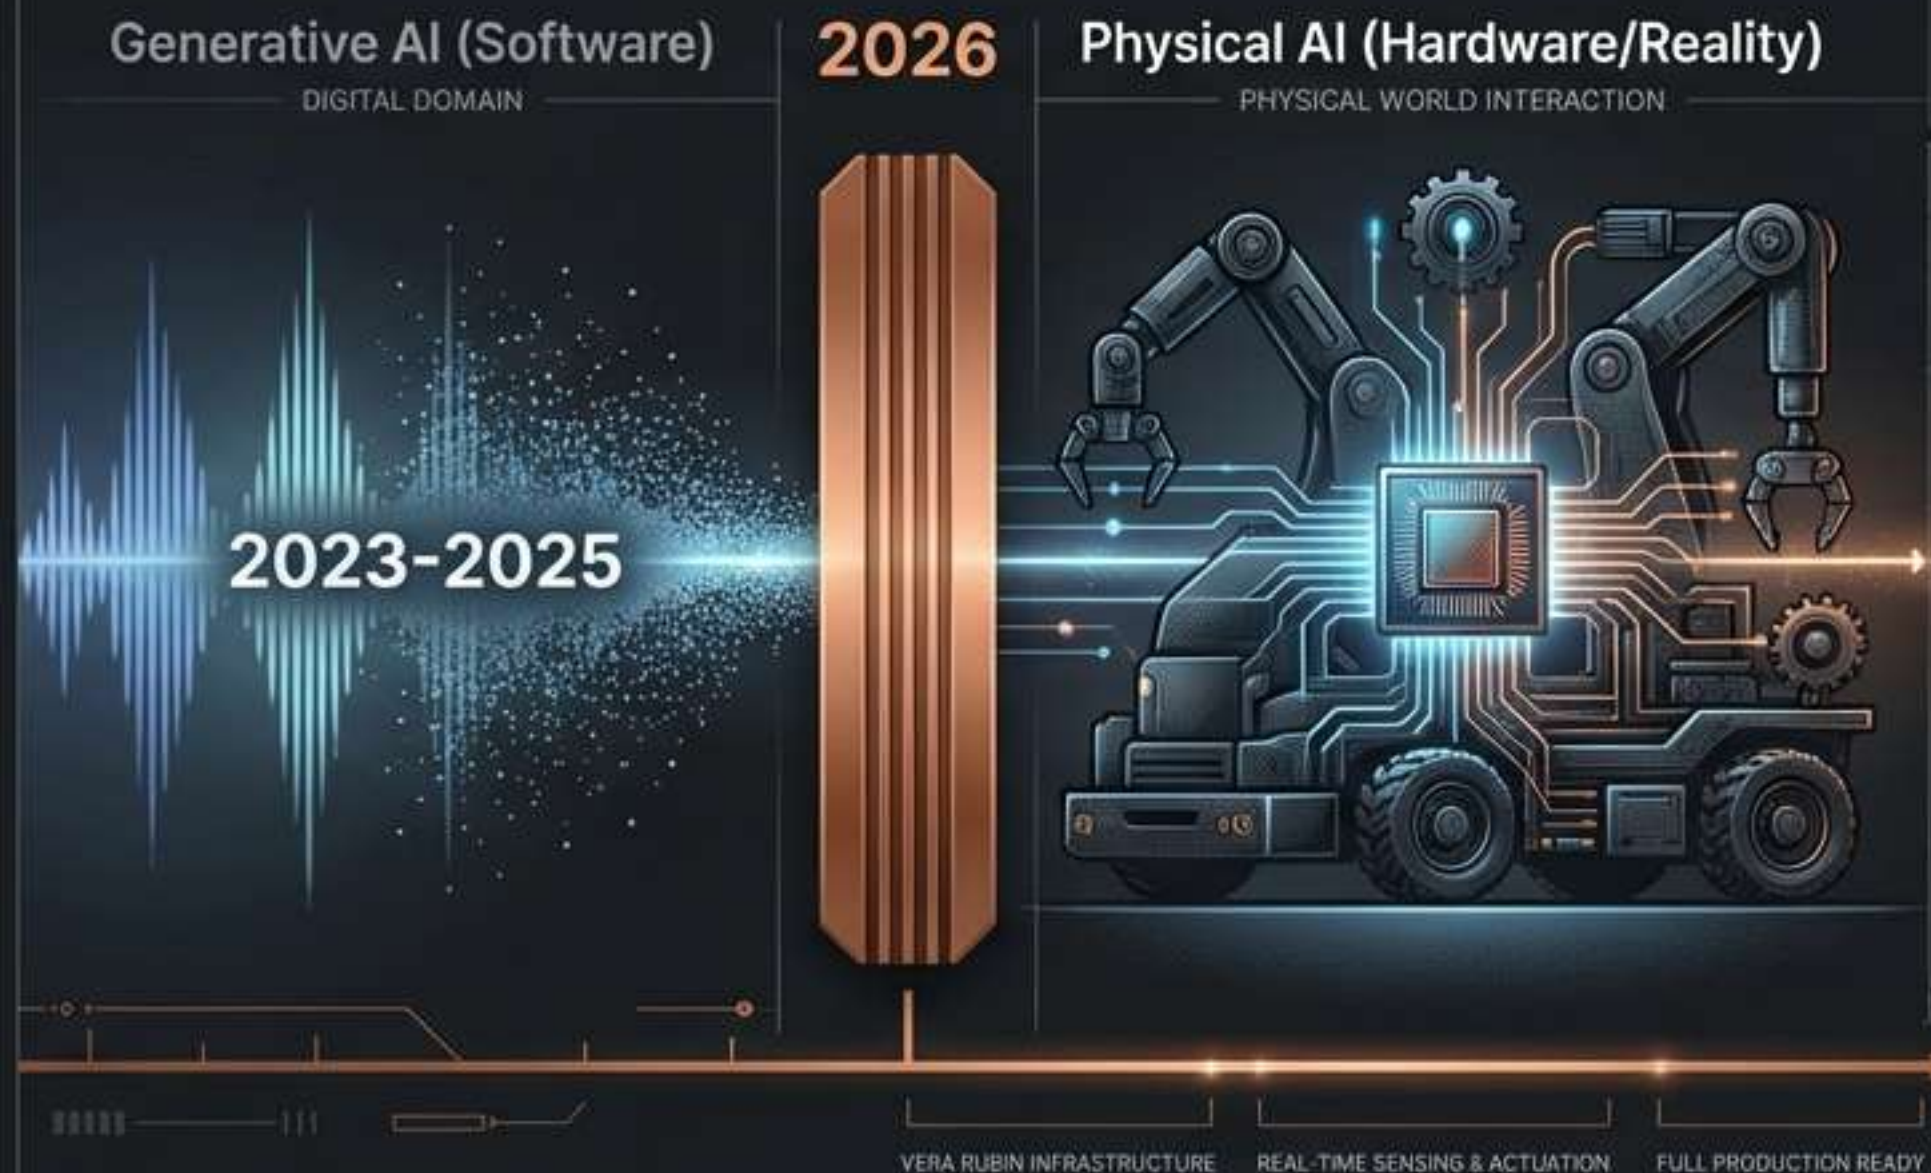 Generative AI (Software)
DIGITAL DOMAIN
2026
Physical AI (Hardware/Reality)
PHYSICAL WORLD INTERACTION
2023-2025
VERA RUBIN INFRASTRUCTURE
REAL-TIME SENSING & ACTUATION
FULL PRODUCTION READY